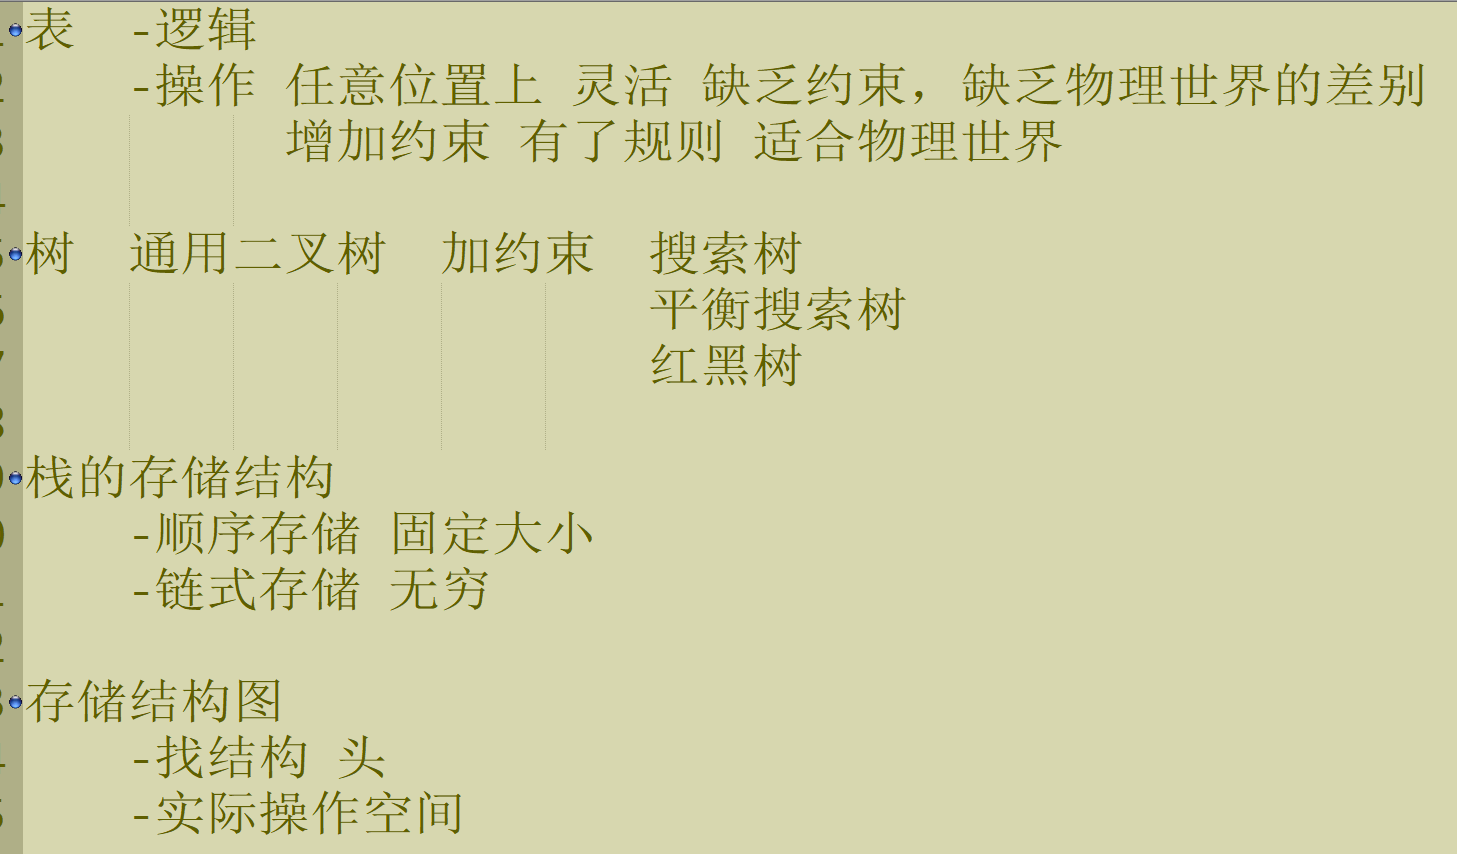 表 -逻辑
-操作 任意位置上 灵活 缺乏约束，缺乏物理世界的差别
增加约束 有了规则 适合物理世界
树 通用二叉树 加约束 搜索树
平衡搜索树
红黑树
栈的存储结构
-顺序存储 固定大小
-链式存储 无穷
存储结构图
-找结构 头
-实际操作空间